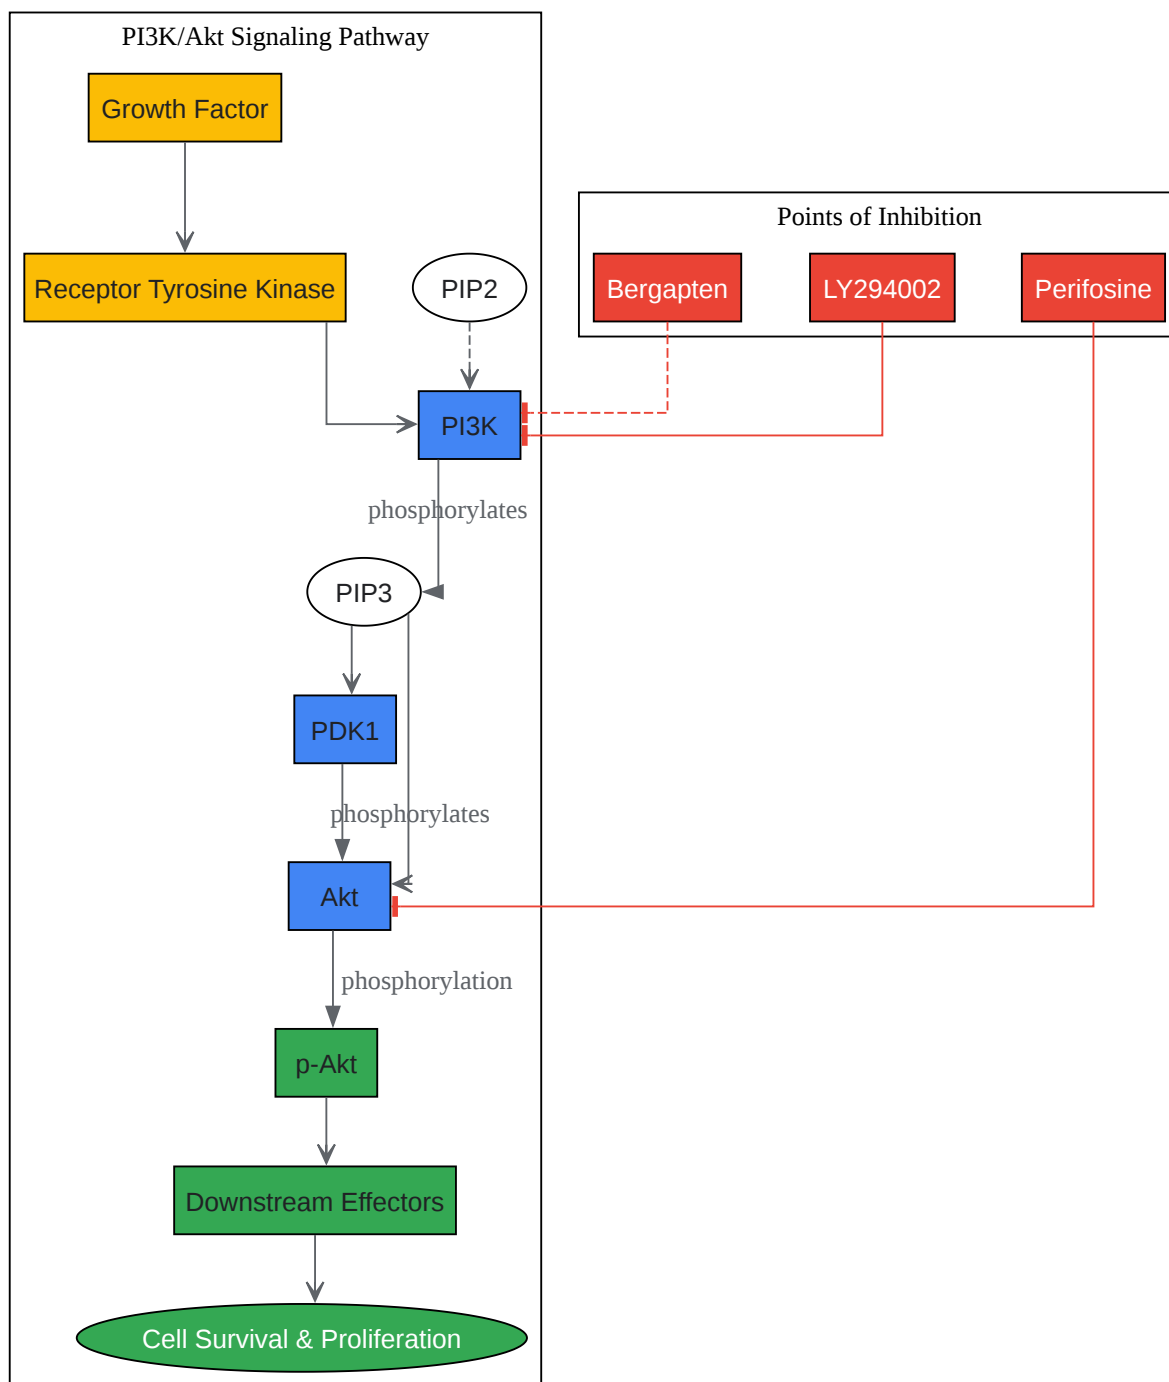 PI3K/Akt Signaling Pathway
Growth Factor
Points of Inhibition
Receptor Tyrosine Kinase
PIP2
Bergapten
LY294002
Perifosine
PI3K
phosphorylates
PIP3
PDK1
phosphorylates
Akt
phosphorylation
p-Akt
Downstream Effectors
Cell Survival & Proliferation